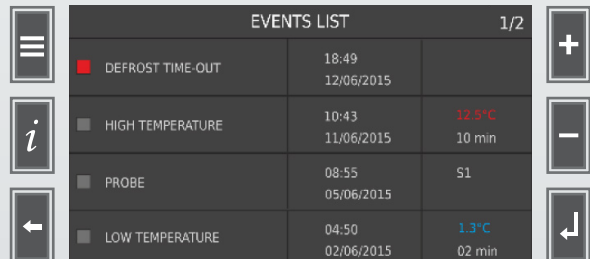 EVENTS LIST 1/2
DEFROST TIME-OUT
18:49
12/06/2015
HIGH TEMPERATURE
10:43
11/06/2015
12.5°C
10 min
PROBE
08:55
05/06/2015
S1
LOW TEMPERATURE
04:50
02/06/2015
1.3°C
02 min
i
+
−